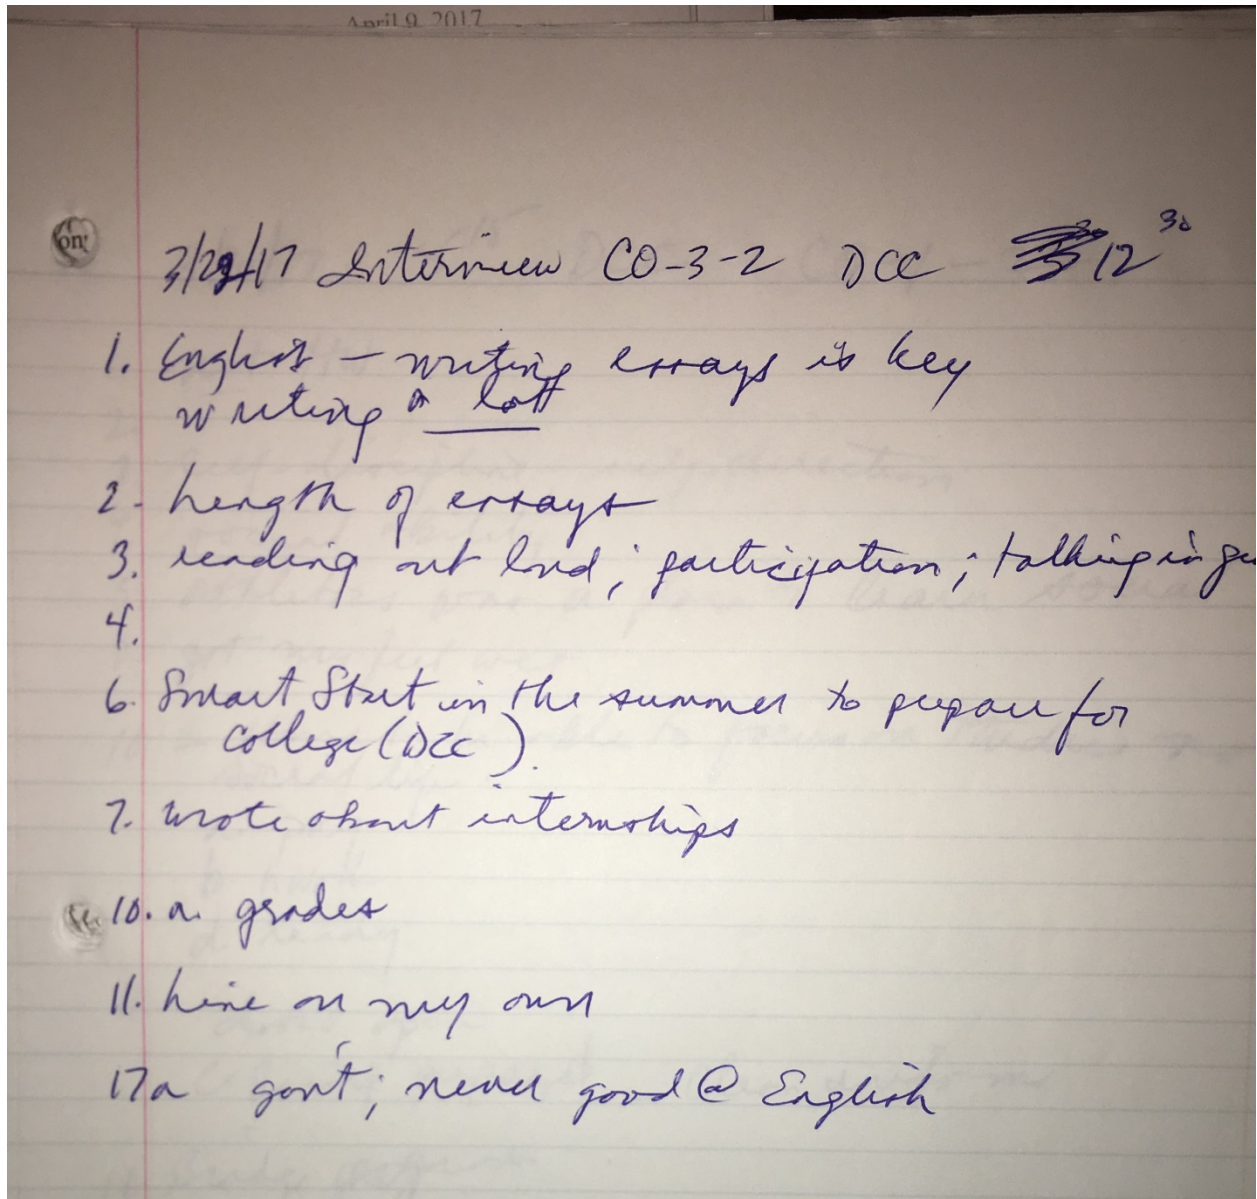 April 9, 2017
3/29/17 Interview CO-3-2 DCC 12 30
1. English – writing essays is key
writing a lott
2. Length of essays
3. reading out loud; participation; talking in
4.
6. Smart Start in the summer to prepare for
college (DCC).
7. wrote about internships
10. a. grades
11. Live on my own
17a gov't; never good @ English